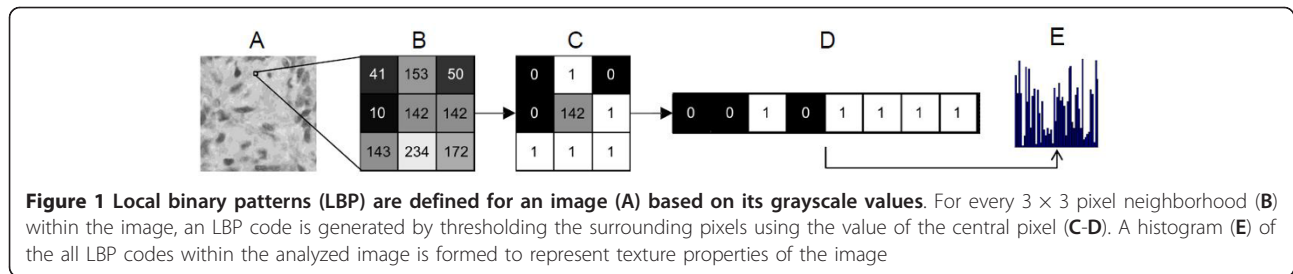 A B C D E
41 153 50
10 142 142
143 234 172
0 1 0
0 142 1
1 1 1
0 0 1 0 1 1 1 1
Figure 1 Local binary patterns (LBP) are defined for an image (A) based on its grayscale values. For every 3 × 3 pixel neighborhood (B)
within the image, an LBP code is generated by thresholding the surrounding pixels using the value of the central pixel (C-D). A histogram (E) of
the all LBP codes within the analyzed image is formed to represent texture properties of the image